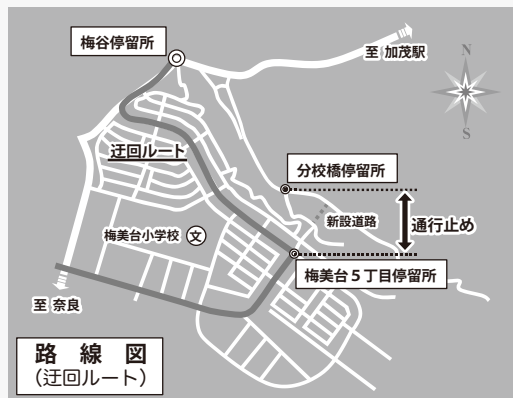 梅谷停留所
至 加茂駅
N
S
迂回ルート
分校橋停留所
新設道路
通行止め
梅美台小学校 文
梅美台5丁目停留所
至 奈良
路線図
(迂回ルート)